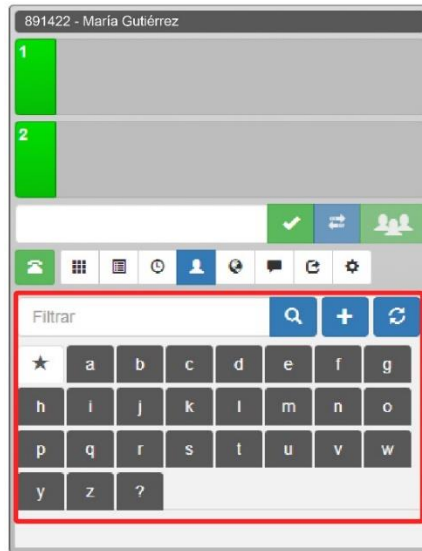 891422 - María Gutiérrez
1
2
Filtrar
★ a b c d e f g
h i j k l m n o
p q r s t u v w
y z ?